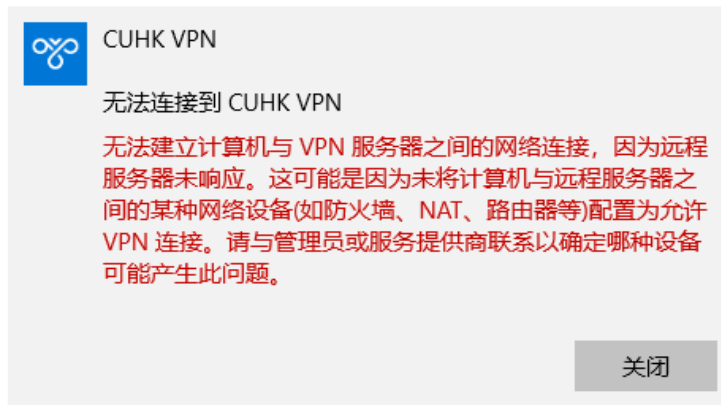 CUHK VPN
无法连接到 CUHK VPN
无法建立计算机与 VPN 服务器之间的网络连接，因为远程
服务器未响应。这可能是因为未将计算机与远程服务器之
间的某种网络设备(如防火墙、NAT、路由器等)配置为允许
VPN 连接。请与管理员或服务提供商联系以确定哪种设备
可能产生此问题。
关闭